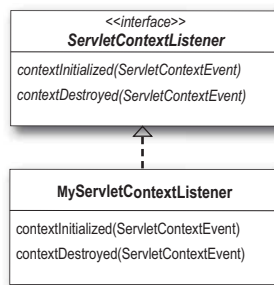 <<interface>>
ServletContextListener
contextInitialized(ServletContextEvent)
contextDestroyed(ServletContextEvent)
MyServletContextListener
contextInitialized(ServletContextEvent)
contextDestroyed(ServletContextEvent)